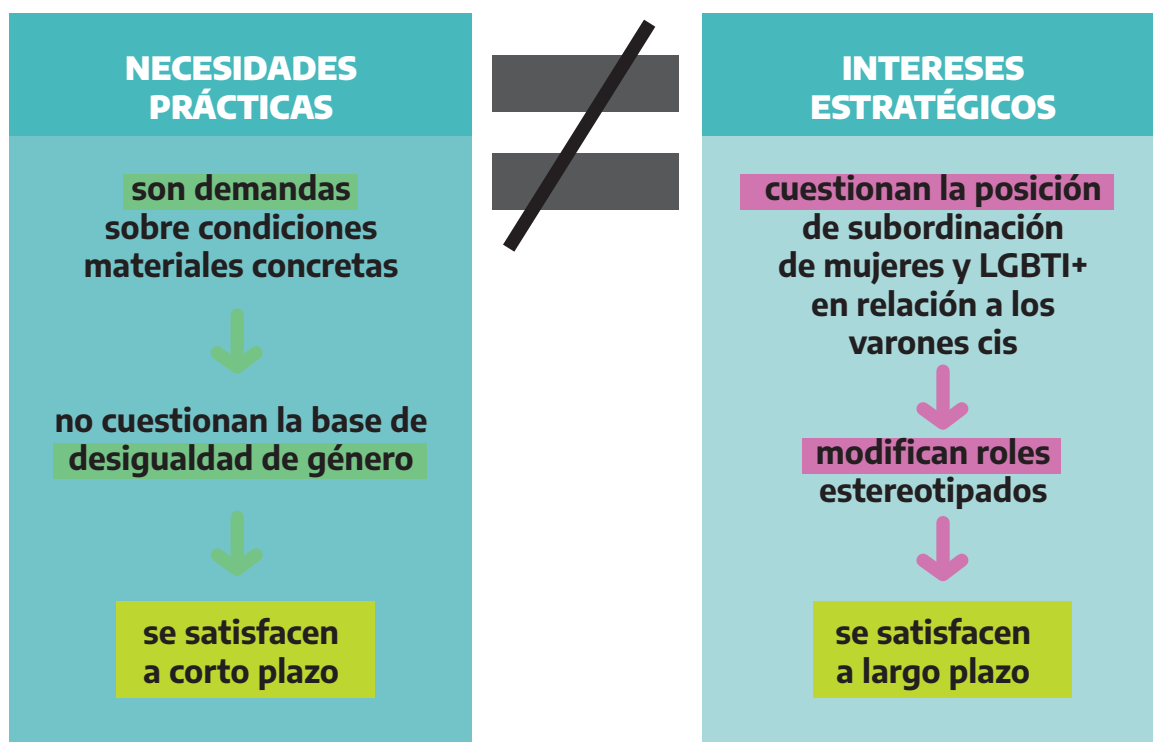 NECESIDADES
PRÁCTICAS
son demandas
sobre condiciones
materiales concretas
no cuestionan la base de
desigualdad de género
se satisfacen
a corto plazo
INTERESES
ESTRATÉGICOS
cuestionan la posición
de subordinación
de mujeres y LGBTI+
en relación a los
varones cis
modifican roles
estereotipados
se satisfacen
a largo plazo